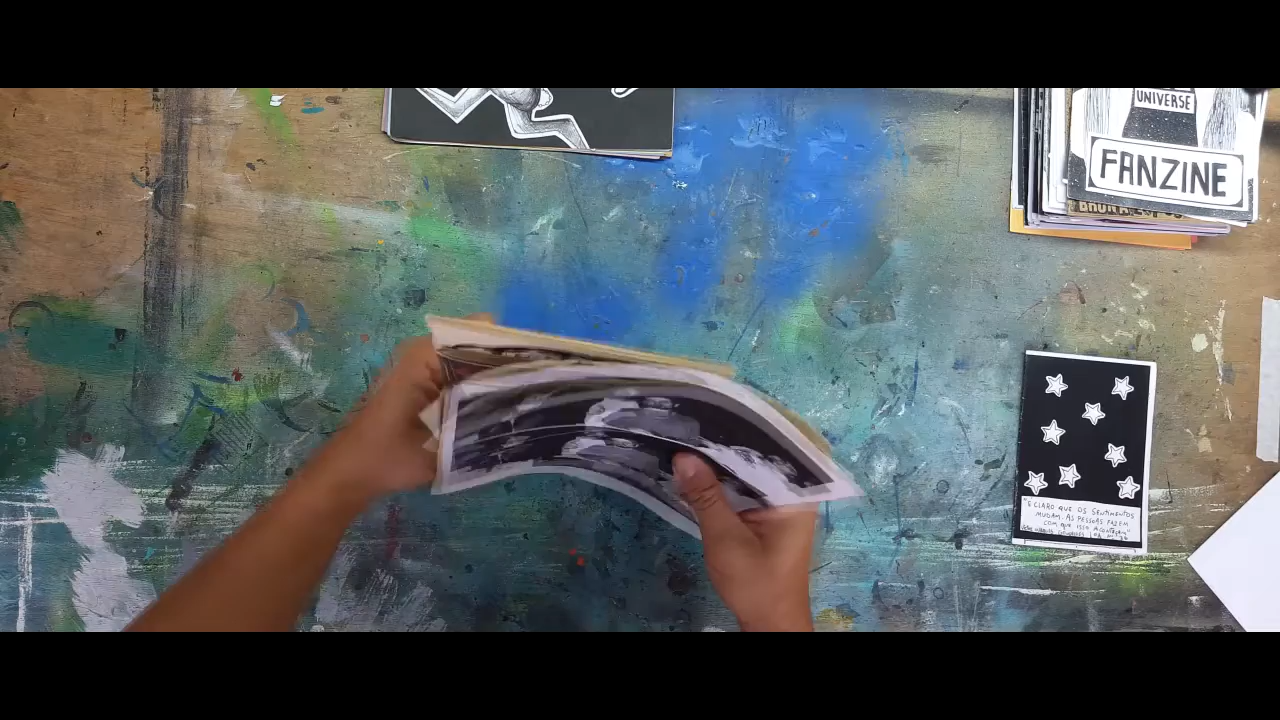 UNIVERSE
FANZINE
"É CLARO QUE OS SENTIMENTOS
MUDAM. AS PESSOAS FAZEM
COM QUE ISSO ACONTEÇA"